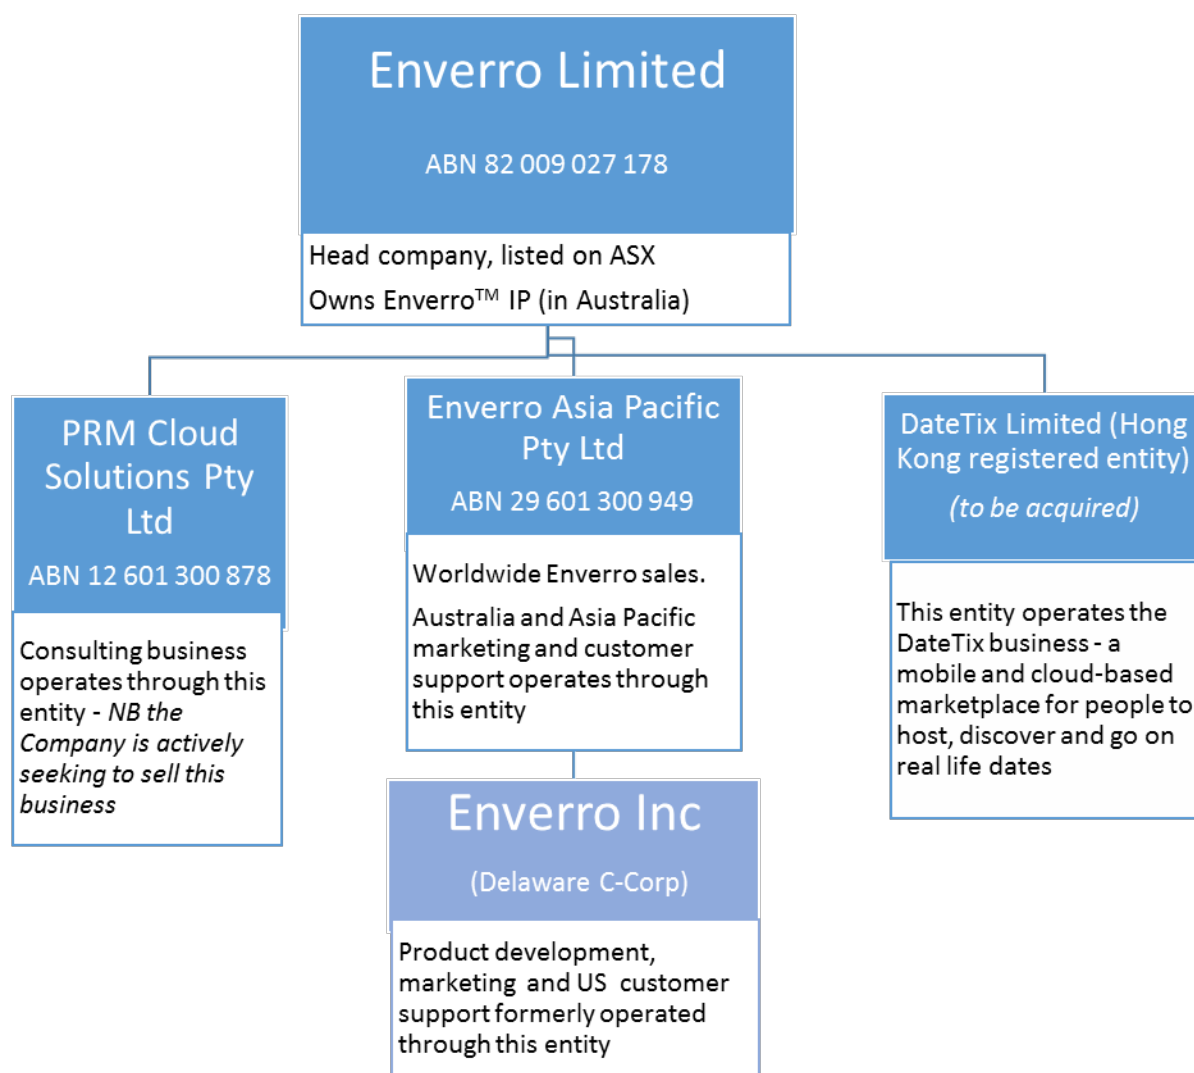 Enverro Limited
ABN 82 009 027 178
Head company, listed on ASX
Owns Enverro™ IP (in Australia)
PRM Cloud
Solutions Pty
Ltd
ABN 12 601 300 878
Consulting business
operates through this
entity - NB the
Company is actively
seeking to sell this
business
Enverro Asia Pacific
Pty Ltd
ABN 29 601 300 949
Worldwide Enverro sales.
Australia and Asia Pacific
marketing and customer
support operates through
this entity
Enverro Inc
(Delaware C-Corp)
Product development,
marketing and US customer
support formerly operated
through this entity
DateTix Limited (Hong
Kong registered entity)
(to be acquired)
This entity operates the
DateTix business - a
mobile and cloud-based
marketplace for people to
host, discover and go on
real life dates